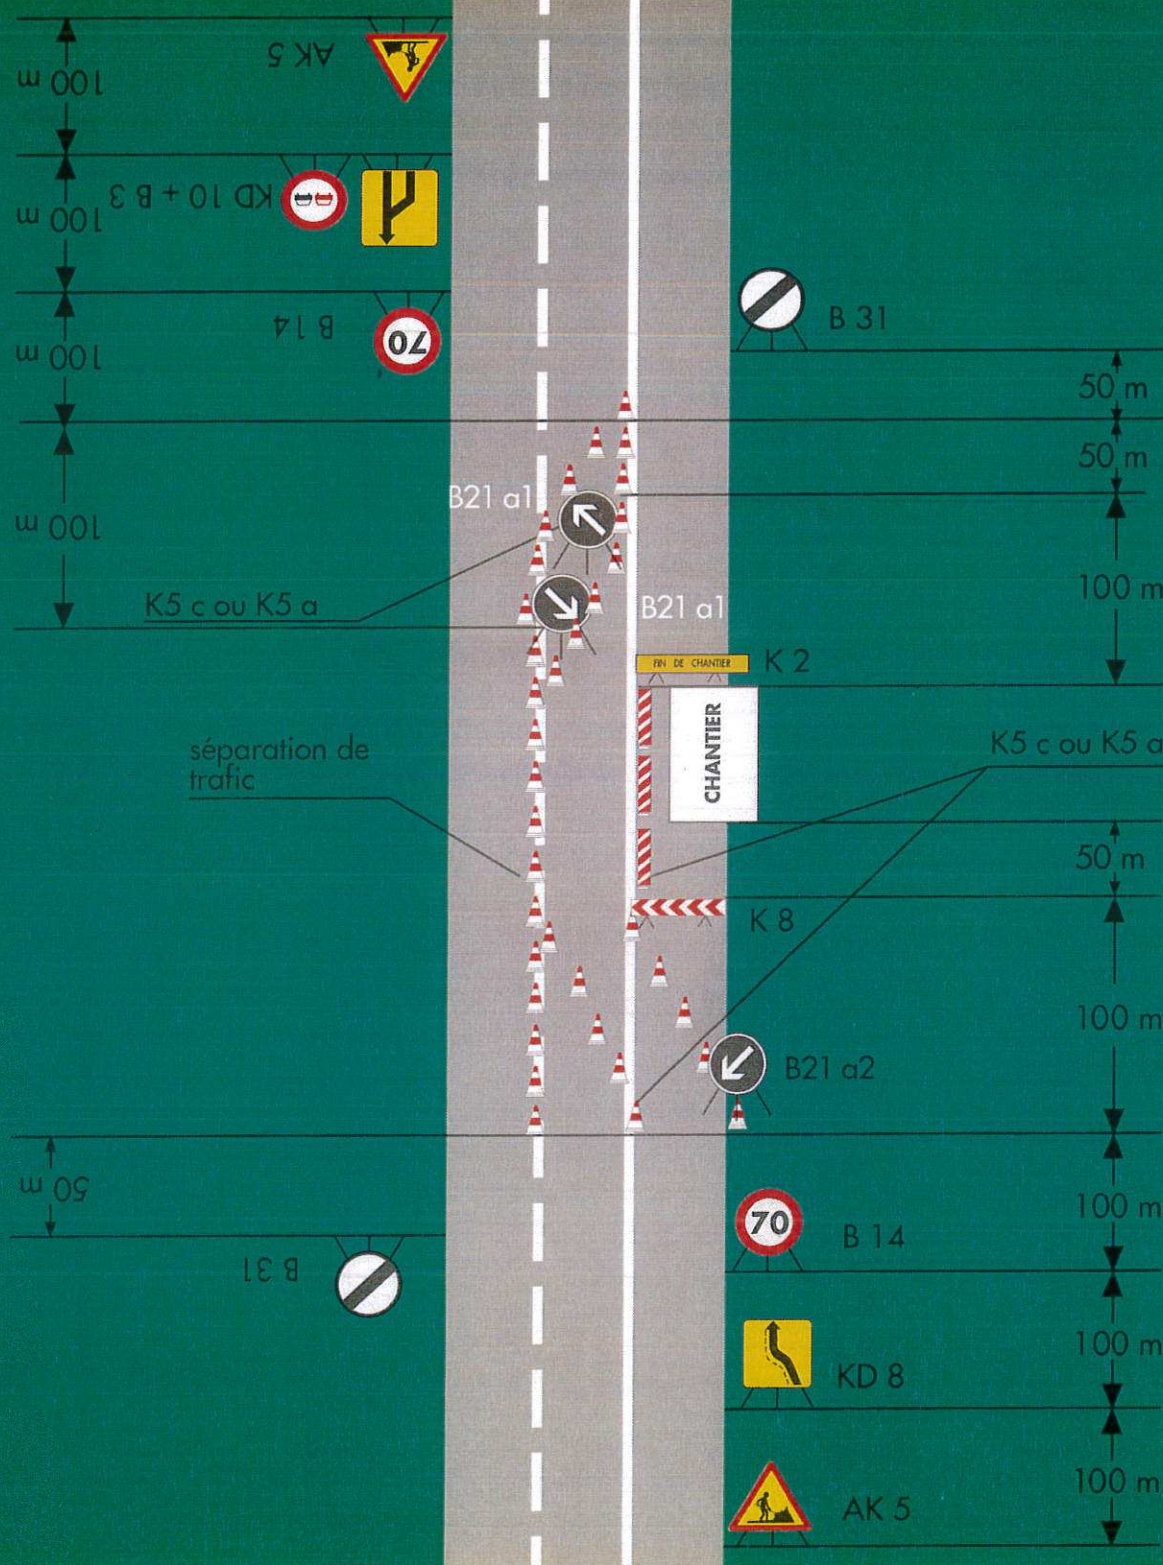 AK 5
100 m
KD 10 + B 3
100 m
B 14
70
100 m
B 31
50 m
50 m
B21 a1
100 m
K5 c ou K5 a
B21 a1
100 m
FIN DE CHANTIER
K 2
CHANTIER
séparation de
trafic
K5 c ou K5 a
50 m
K 8
100 m
B21 a2
50 m
B 31
70
B 14
100 m
KD 8
100 m
AK 5
100 m